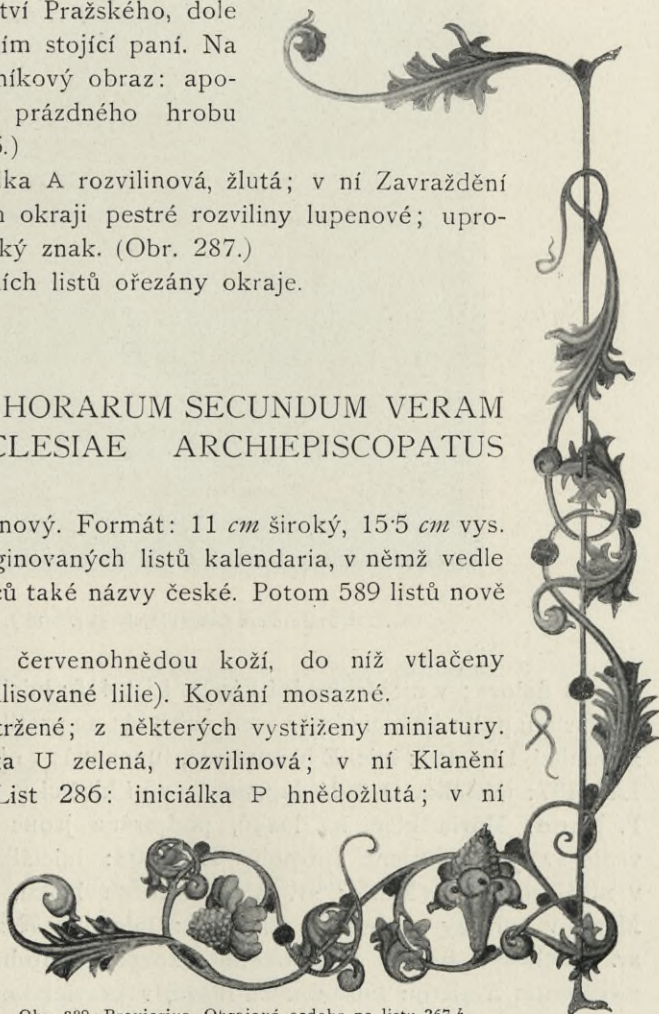 tví Pražského, dole
ím stojící paní. Na
níkový obraz: apo-
prázdného hrobu
5.)
lka A rozvilinová, žlutá; v ní Zavraždění
okraji pestré rozviliny lupenové; upro-
ký znak. (Obr. 287.)
ích listů ořezány okraje.
HORARUM SECUNDUM VERAM
CLESIAE ARCHIEPISCOPATUS
nový. Formát: 11 cm široký, 15·5 cm vys.
ginovaných listů kalendaria, v němž vedle
ců také názvy české. Potom 589 listů nově
červenohnědou koží, do níž vtlačeny
lisované lilie). Kování mosazné.
tržené; z některých vystřiženy miniatury.
ka U zelená, rozvilinová; v ní Klanění
List 286: iniciálka P hnědožlutá; v ní